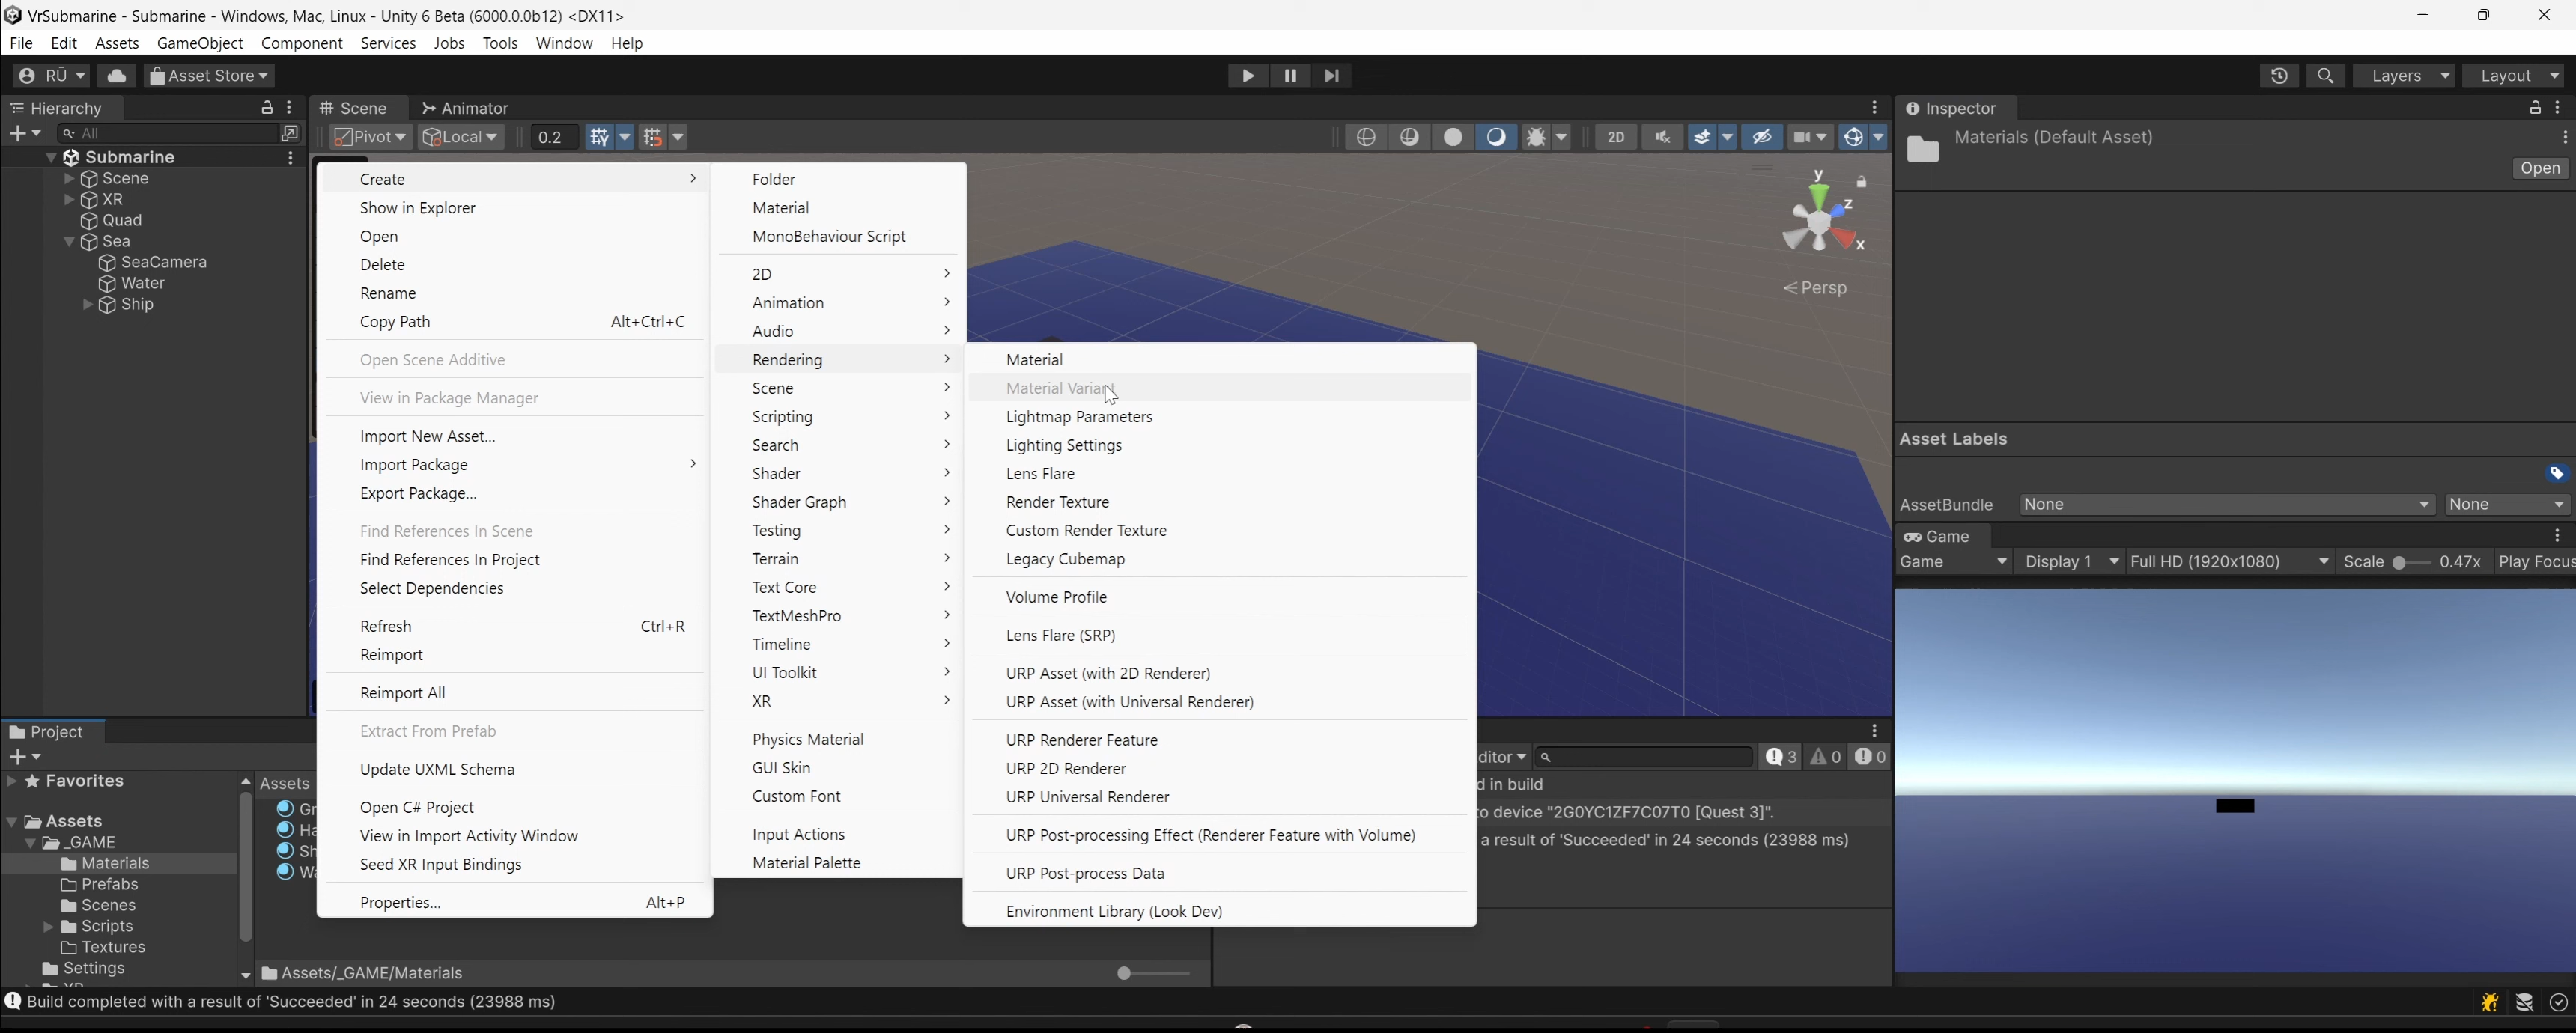 VrSubmarine - Submarine - Windows, Mac, Linux - Unity 6 Beta (6000.0.0b12) <DX11>
File Edit Assets GameObject Component Services Jobs Tools Window Help
RŪ Asset Store Layers Layout
Hierarchy
All
Submarine
Scene
XR
Quad
Sea
SeaCamera
Water
Ship
Scene Animator
Pivot Local 0.2 2D
y
z
x
Persp
Create
Show in Explorer
Open
Delete
Rename
Copy Path Alt+Ctrl+C
Open Scene Additive
View in Package Manager
Import New Asset...
Import Package
Export Package...
Find References In Scene
Find References In Project
Select Dependencies
Refresh Ctrl+R
Reimport
Reimport All
Extract From Prefab
Update UXML Schema
Open C# Project
View in Import Activity Window
Seed XR Input Bindings
Properties... Alt+P
Folder
Material
MonoBehaviour Script
2D
Animation
Audio
Rendering
Scene
Scripting
Search
Shader
Shader Graph
Testing
Terrain
Text Core
TextMeshPro
Timeline
UI Toolkit
XR
Physics Material
GUI Skin
Custom Font
Input Actions
Material Palette
Material
Material Variant
Lightmap Parameters
Lighting Settings
Lens Flare
Render Texture
Custom Render Texture
Legacy Cubemap
Volume Profile
Lens Flare (SRP)
URP Asset (with 2D Renderer)
URP Asset (with Universal Renderer)
URP Renderer Feature
URP 2D Renderer
URP Universal Renderer
URP Post-processing Effect (Renderer Feature with Volume)
URP Post-process Data
Environment Library (Look Dev)
Inspector
Materials (Default Asset)
Open
Asset Labels
AssetBundle None None
Game
Game Display 1 Full HD (1920x1080) Scale 0.47x Play Focus
Project
Favorites
Assets
_GAME
Materials
Prefabs
Scenes
Scripts
Textures
Settings
Assets
Gr
Ha
Sh
Wa
Assets/_GAME/Materials
ditor 3 0 0
d in build
to device "2G0YC1ZF7C07T0 [Quest 3]".
a result of 'Succeeded' in 24 seconds (23988 ms)
Build completed with a result of 'Succeeded' in 24 seconds (23988 ms)